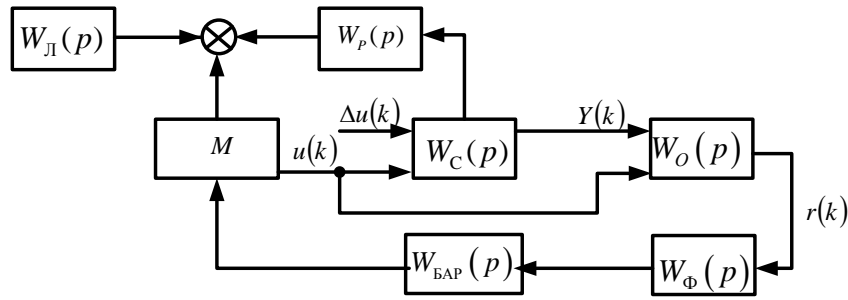 W_Л(p)
W_P(p)
Δu(k)
Y(k)
M
u(k)
W_C(p)
W_O(p)
r(k)
W_БАР(p)
W_Ф(p)